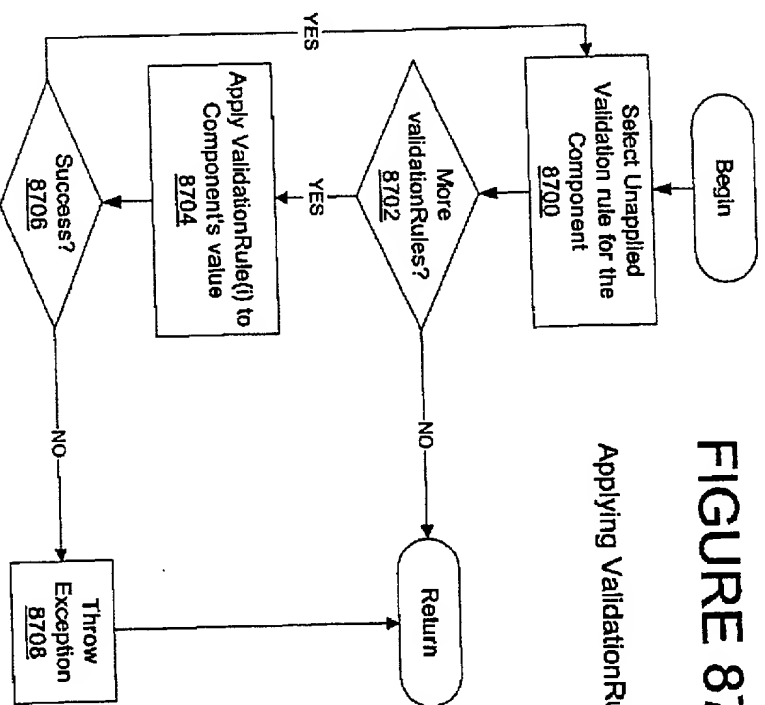 FIGURE 87
Applying ValidationRu
Begin
Select Unapplied
Validation rule for the
Component
8700
More
validationRules?
8702
YES
NO
Return
Apply ValidationRule(i) to
Component's value
8704
Success?
8706
YES
NO
Throw
Exception
8708